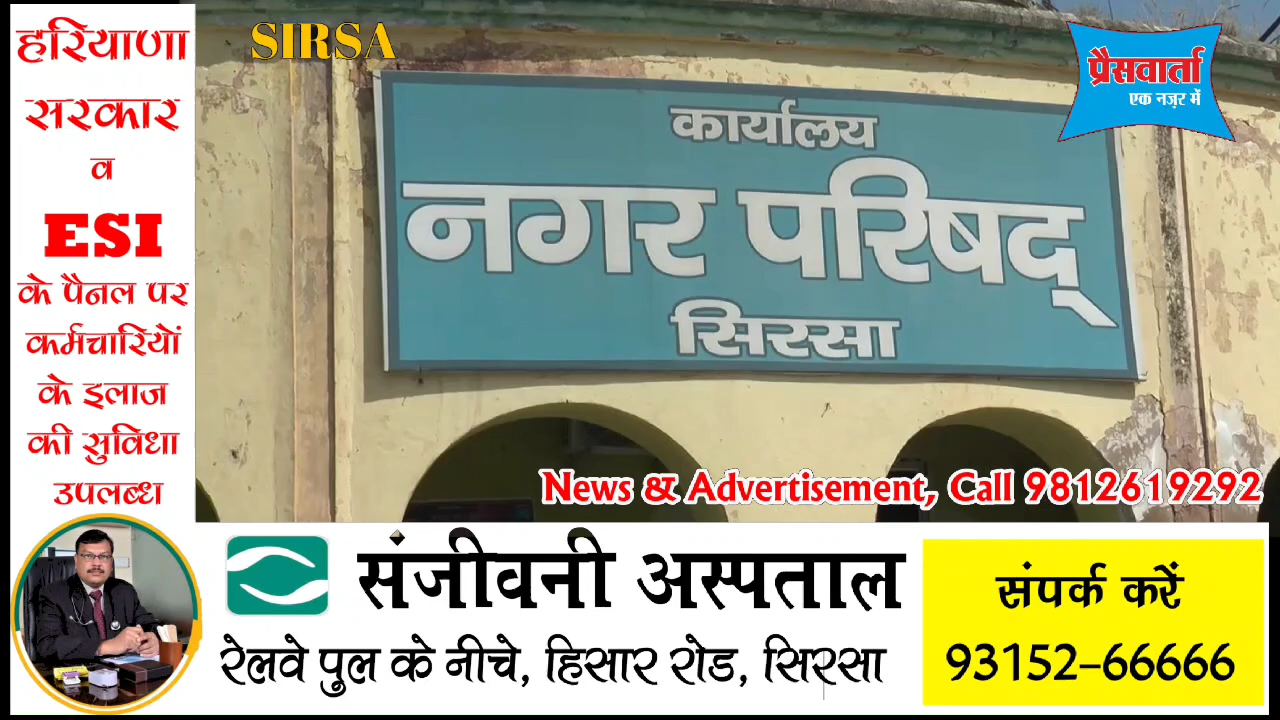 हरियाणा
सरकार
व
ESI
के पैनल पर
कर्मचारियों
के इलाज
की सुविधा
उपलब्ध
SIRSA
प्रैसवार्ता
एक नज़र में
कार्यालय
नगर परिषद्
सिरसा
News & Advertisement, Call 9812619292
संजीवनी अस्पताल
रेलवे पुल के नीचे, हिसार रोड, सिरसा
संपर्क करें
93152-66666